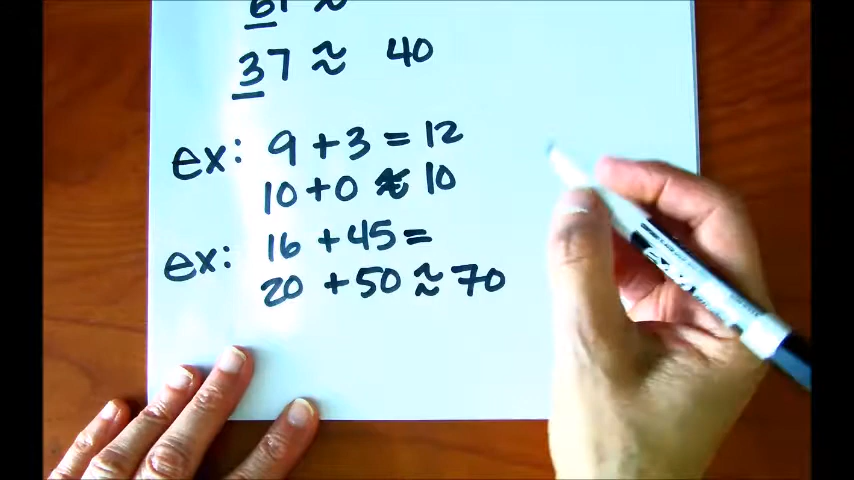 37 ≈ 40
ex: 9 + 3 = 12
10 + 0 ≈ 10
ex: 16 + 45 =
20 + 50 ≈ 70